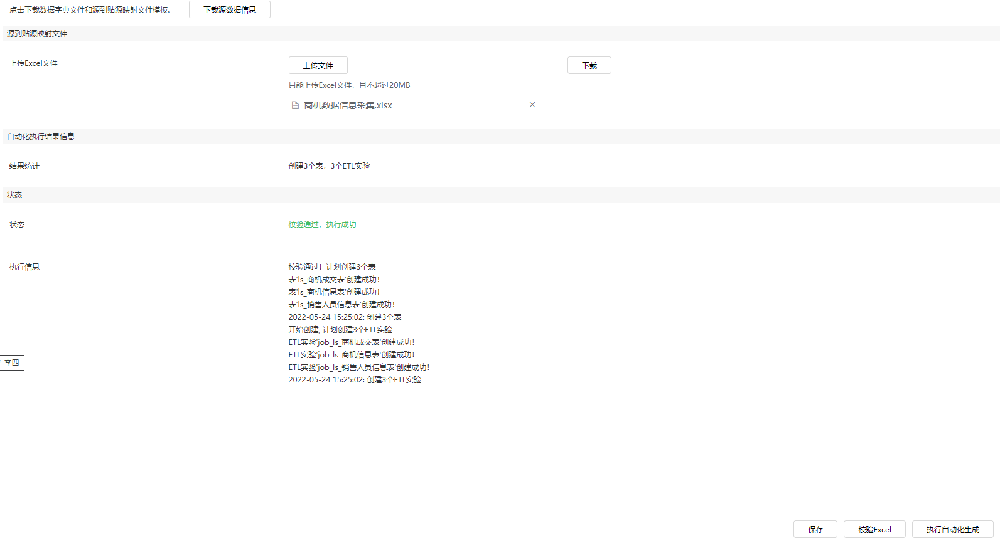 点击下载数据字典文件和源到贴源映射文件模板。 下载源数据信息
源到贴源映射文件
上传Excel文件 上传文件 下载
只能上传Excel文件，且不超过20MB
商机数据信息采集.xlsx
自动化执行结果信息
结果统计 创建3个表，3个ETL实验
状态
状态 校验通过，执行成功
执行信息 校验通过！计划创建3个表
表'ls_商机成交表'创建成功！
表'ls_商机信息表'创建成功！
表'ls_销售人员信息表'创建成功！
2022-05-24 15:25:02: 创建3个表
开始创建, 计划创建3个ETL实验
ETL实验'job_ls_商机成交表'创建成功！
ETL实验'job_ls_商机信息表'创建成功！
_李四
ETL实验'job_ls_销售人员信息表'创建成功！
2022-05-24 15:25:02: 创建3个ETL实验
保存 校验Excel 执行自动化生成